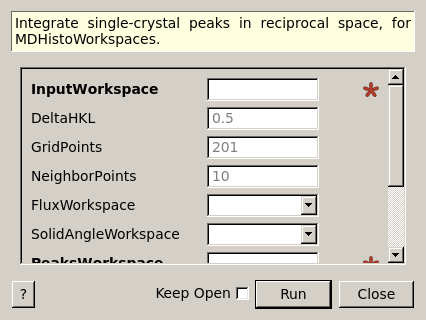 Integrate single-crystal peaks in reciprocal space, for
MDHistoWorkspaces.
InputWorkspace
DeltaHKL 0.5
GridPoints 201
NeighborPoints 10
FluxWorkspace
SolidAngleWorkspace
PeaksWorkspace
? Keep Open Run Close